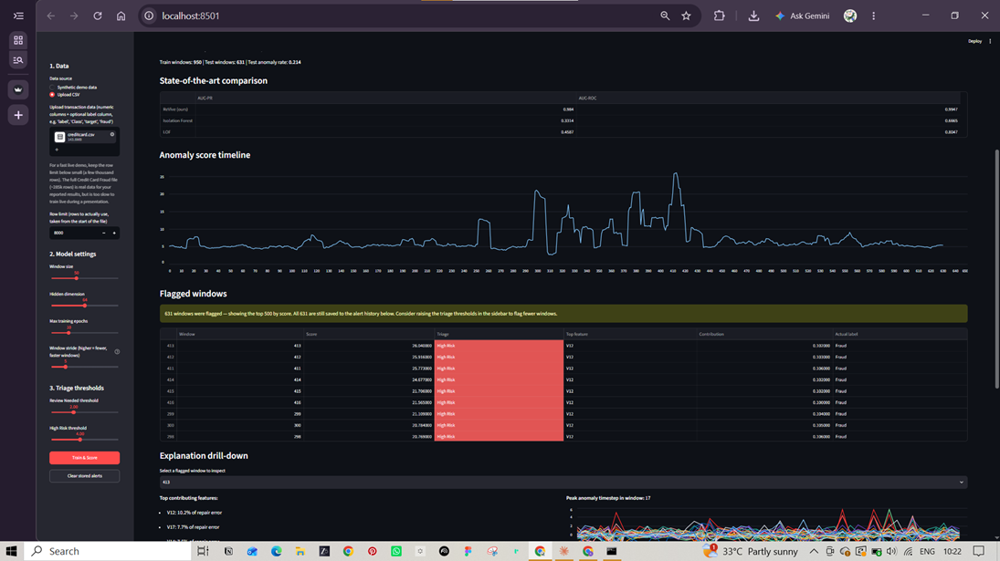 localhost:8501
Ask Gemini
Deploy
1. Data
Data source
Synthetic demo data
Upload CSV
Upload transaction data (numeric
columns + optional label column,
e.g. 'label', 'Class', 'target', 'fraud')
creditcard.csv
For a fast live demo, keep the row
limit below small (a few thousand
rows). The full Credit Card Fraud file
(~285k rows) is real data for your
reported results, but is too slow to
train live during a presentation.
Row limit (rows to actually use,
taken from the start of the file)
8000
2. Model settings
Window size
30
Hidden dimension
64
Max training epochs
Window stride (higher = fewer,
faster windows)
5
3. Triage thresholds
Review Needed threshold
2.00
High Risk threshold
4.00
Train & Score
Clear stored alerts
Train windows: 950 | Test windows: 631 | Test anomaly rate: 0.214
State-of-the-art comparison
AUC-PR AUC-ROC
(ours) 0.984 0.9947
Isolation Forest 0.3314 0.6965
LOF 0.4587 0.8047
Anomaly score timeline
25
20
15
10
5
0
0 10 20 30 40 50 60 70 80 90 100 110 120 130 140 150 160 170 180 190 200 210 220 230 240 250 260 270 280 290 300 310 320 330 340 350 360 370 380 390 400 410 420 430 440 450 460 470 480 490 500 510 520 530 540 550 560 570 580 590 600 610 620 630 640 650
Flagged windows
631 windows were flagged — showing the top 500 by score. All 631 are still saved to the alert history below. Consider raising the triage thresholds in the sidebar to flag fewer windows.
Window Score Triage Top feature Contribution Actual label
413 413 26.040000 High Risk V12 0.102000 Fraud
412 412 25.916000 High Risk V12 0.103000 Fraud
411 411 25.773000 High Risk V12 0.106000 Fraud
414 414 24.077000 High Risk V12 0.102000 Fraud
415 415 21.706000 High Risk V12 0.102000 Fraud
416 416 21.565000 High Risk V12 0.100000 Fraud
299 299 21.109000 High Risk V12 0.104000 Fraud
300 300 20.784000 High Risk V12 0.105000 Fraud
298 298 20.769000 High Risk V12 0.106000 Fraud
Explanation drill-down
Select a flagged window to inspect
413
Top contributing features:
V12: 10.2% of repair error
V17: 7.7% of repair error
Peak anomaly timestep in window: 17
6
4
2
0
Search
33°C Partly sunny
ENG
10:22